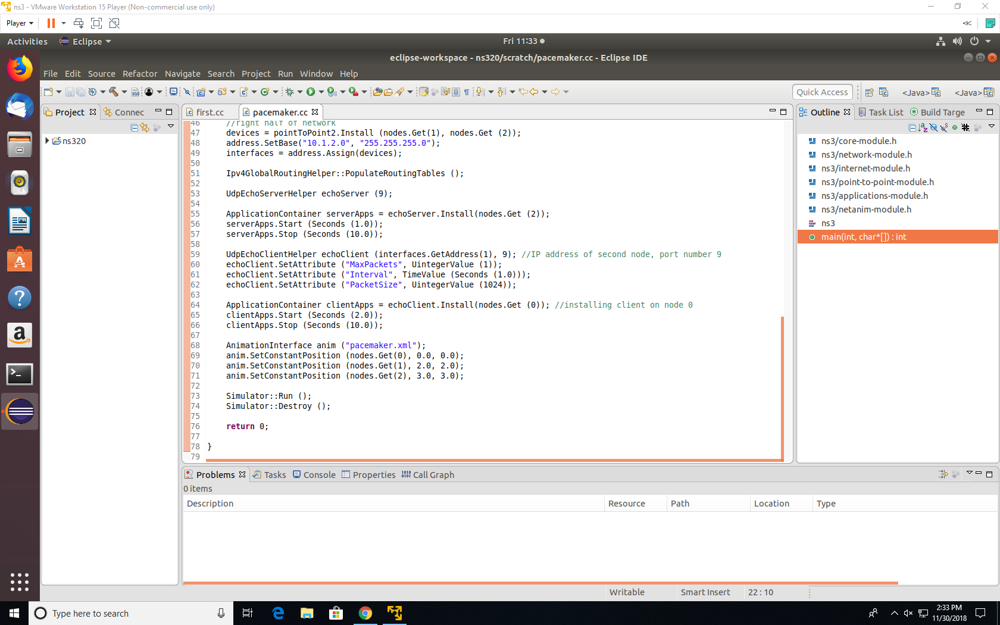 ns3 - VMware Workstation 15 Player (Non-commercial use only)
Player
Activities Eclipse Fri 11:33
eclipse-workspace - ns320/scratch/pacemaker.cc - Eclipse IDE
File Edit Source Refactor Navigate Search Project Run Window Help
Quick Access <Java> <Java>
Project Connec
ns320
first.cc pacemaker.cc
46 //right half of network
47 devices = pointToPoint2.Install (nodes.Get(1), nodes.Get (2));
48 address.SetBase("10.1.2.0", "255.255.255.0");
49 interfaces = address.Assign(devices);
50
51 Ipv4GlobalRoutingHelper::PopulateRoutingTables ();
52
53 UdpEchoServerHelper echoServer (9);
54
55 ApplicationContainer serverApps = echoServer.Install(nodes.Get (2));
56 serverApps.Start (Seconds (1.0));
57 serverApps.Stop (Seconds (10.0));
58
59 UdpEchoClientHelper echoClient (interfaces.GetAddress(1), 9); //IP address of second node, port number 9
60 echoClient.SetAttribute ("MaxPackets", UintegerValue (1));
61 echoClient.SetAttribute ("Interval", TimeValue (Seconds (1.0)));
62 echoClient.SetAttribute ("PacketSize", UintegerValue (1024));
63
64 ApplicationContainer clientApps = echoClient.Install(nodes.Get (0)); //installing client on node 0
65 clientApps.Start (Seconds (2.0));
66 clientApps.Stop (Seconds (10.0));
67
68 AnimationInterface anim ("pacemaker.xml");
69 anim.SetConstantPosition (nodes.Get(0), 0.0, 0.0);
70 anim.SetConstantPosition (nodes.Get(1), 2.0, 2.0);
71 anim.SetConstantPosition (nodes.Get(2), 3.0, 3.0);
72
73 Simulator::Run ();
74 Simulator::Destroy ();
75
76 return 0;
77
78 }
79
Outline Task List Build Targe
ns3/core-module.h
ns3/network-module.h
ns3/internet-module.h
ns3/point-to-point-module.h
ns3/applications-module.h
ns3/netanim-module.h
ns3
main(int, char*[]) : int
Problems Tasks Console Properties Call Graph
0 items
Description Resource Path Location Type
Writable Smart Insert 22 : 10
Type here to search
2:33 PM
11/30/2018